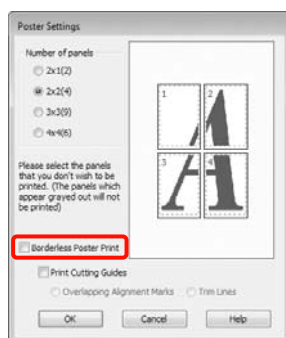 Poster Settings
Number of panels
2x1(2)
2x2(4)
3x3(9)
4x4(6)
Please select the panels
that you don't wish to be
printed. (The panels which
appear grayed out will not
be printed)
Borderless Poster Print
Print Cutting Guides
Overlapping Alignment Marks
Trim Lines
OK
Cancel
Help
1
2
3
4
A